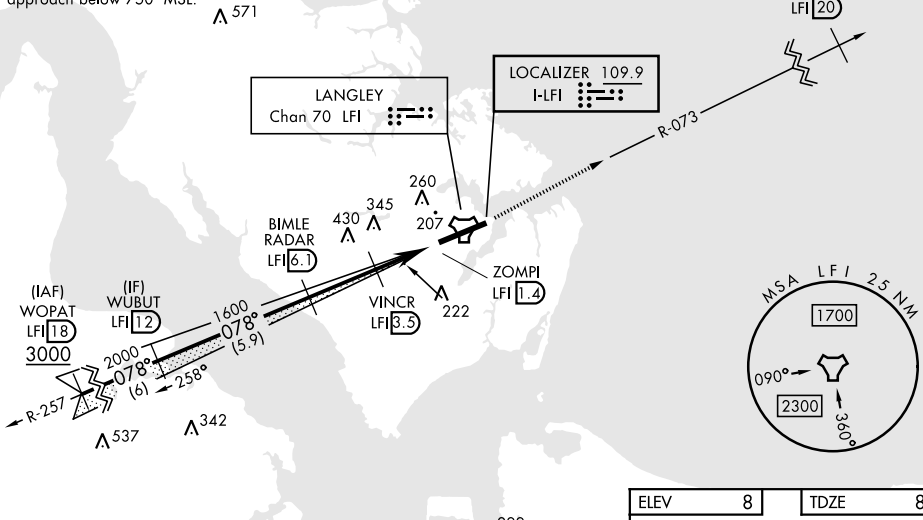 approach below 750 MSL.
571
LFI 20
LANGLEY
Chan 70 LFI
LOCALIZER 109.9
I-LFI
R-073
260
345
430
207
BIMLE
RADAR
LFI 6.1
ZOMPI
LFI 1.4
VINCR
LFI 3.5
222
(IAF)
WOPAT
LFI 18
3000
(IF)
WUBUT
LFI 12
1600
078°
(5.9)
2000
078°
(6)
258°
R-257
537
342
MSA LFI 25 NM
1700
090°
2300
360°
ELEV 8
TDZE 8